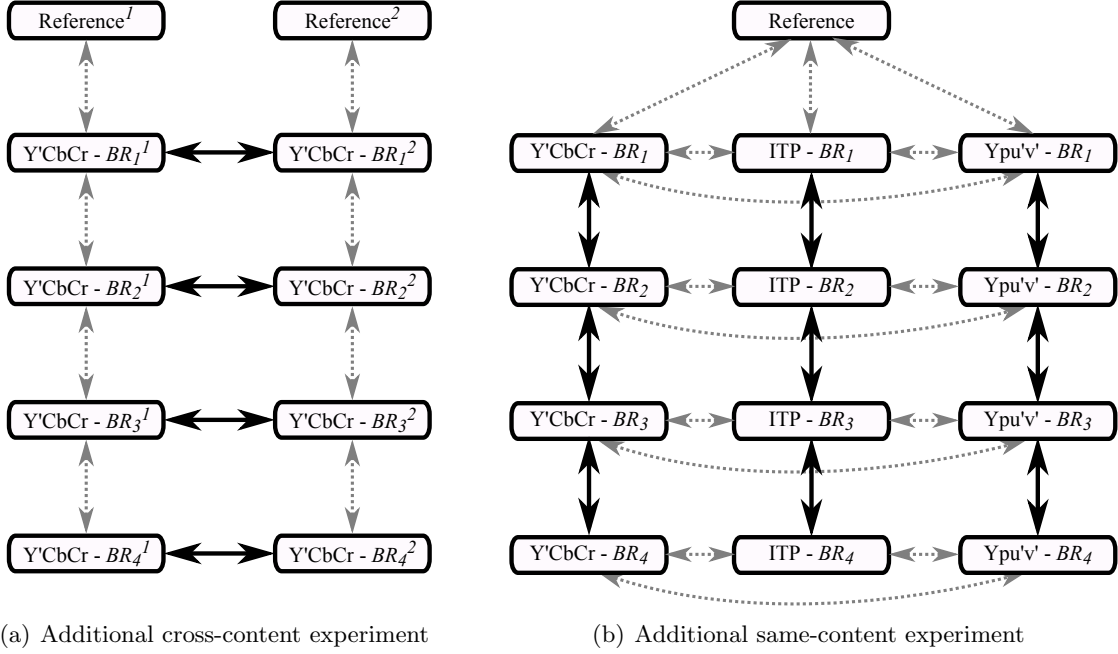 Reference¹ Reference² Reference
Y'CbCr - BR₁¹ Y'CbCr - BR₁² Y'CbCr - BR₁ ITP - BR₁ Ypu'v' - BR₁
Y'CbCr - BR₂¹ Y'CbCr - BR₂² Y'CbCr - BR₂ ITP - BR₂ Ypu'v' - BR₂
Y'CbCr - BR₃¹ Y'CbCr - BR₃² Y'CbCr - BR₃ ITP - BR₃ Ypu'v' - BR₃
Y'CbCr - BR₄¹ Y'CbCr - BR₄² Y'CbCr - BR₄ ITP - BR₄ Ypu'v' - BR₄
(a) Additional cross-content experiment (b) Additional same-content experiment